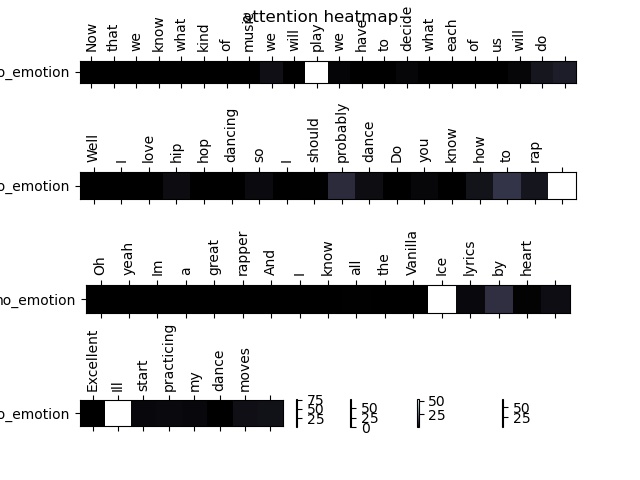 attention heatmap
Now that we know what kind of music we will play we have to decide what each of us will do
o_emotion
Well I love hip hop dancing so I should probably dance Do you know how to rap
o_emotion
Oh yeah Im a great rapper And I know all the Vanilla Ice lyrics by heart
no_emotion
Excellent Ill start practicing my dance moves
o_emotion
75 50 25
50 25 0
50 25
50 25